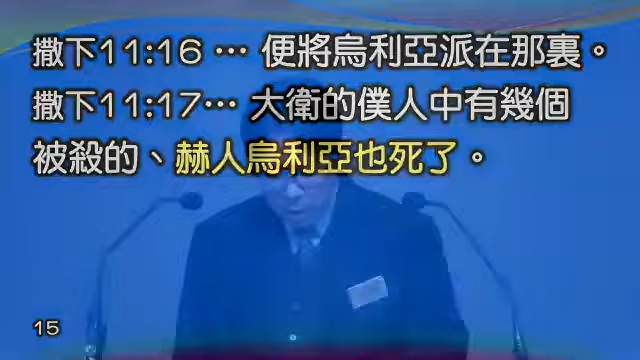 撒下11:16 … 便將烏利亞派在那裏。
撒下11:17… 大衛的僕人中有幾個
被殺的、赫人烏利亞也死了。
15